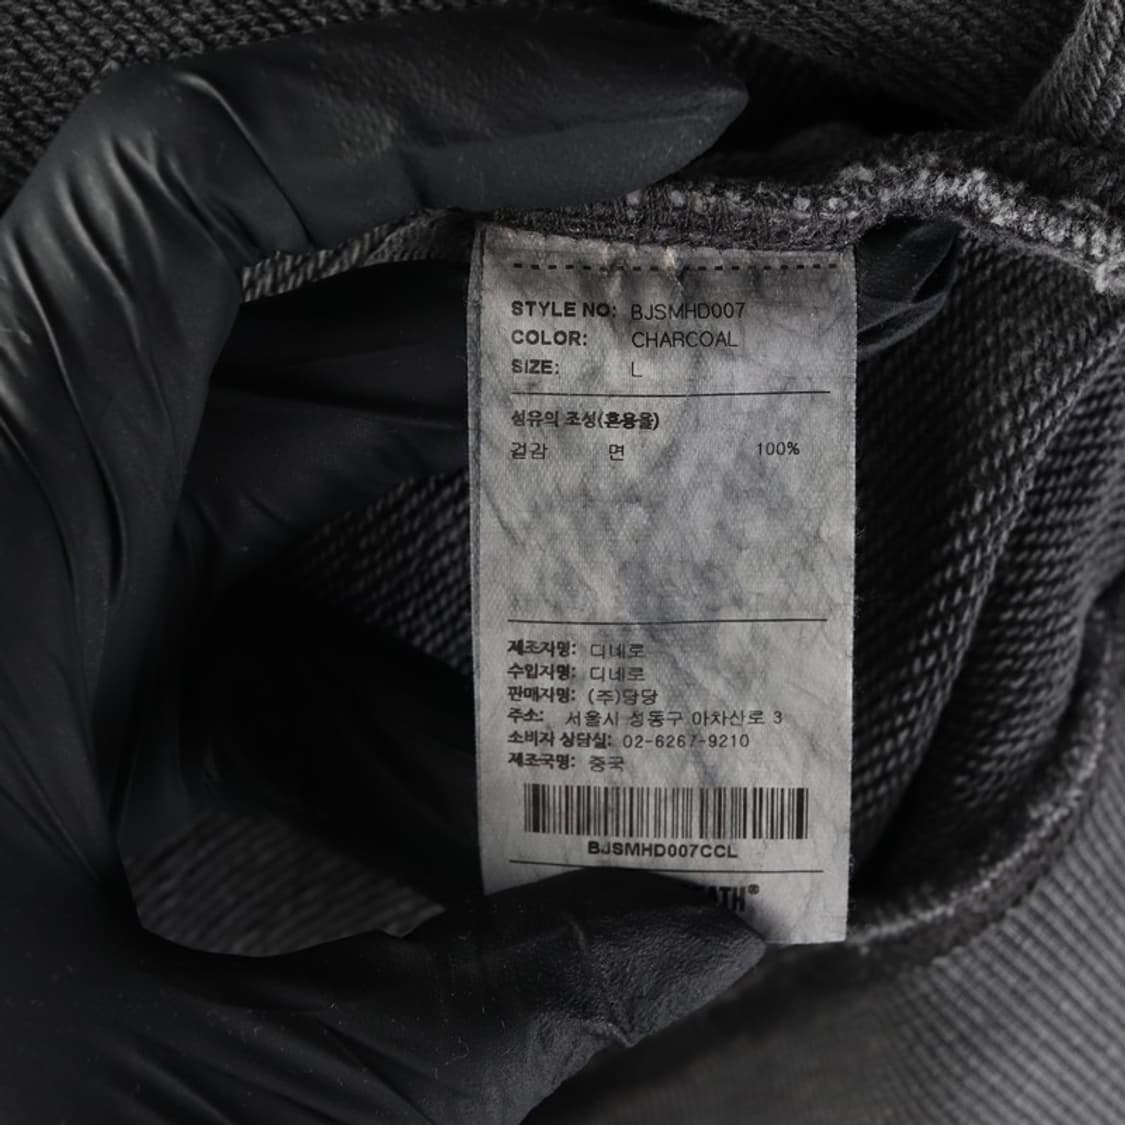 STYLE NO: BJSMHD007
COLOR: CHARCOAL
SIZE: L
섬유의 조성(혼용율)
겉감 면 100%
제조자명: 디네로
수입자명: 디네로
판매자명: (주)당당
주소: 서울시 성동구 아차산로 3
소비자 상담실: 02-6267-9210
제조국명: 중국
BJSMHD007CCL